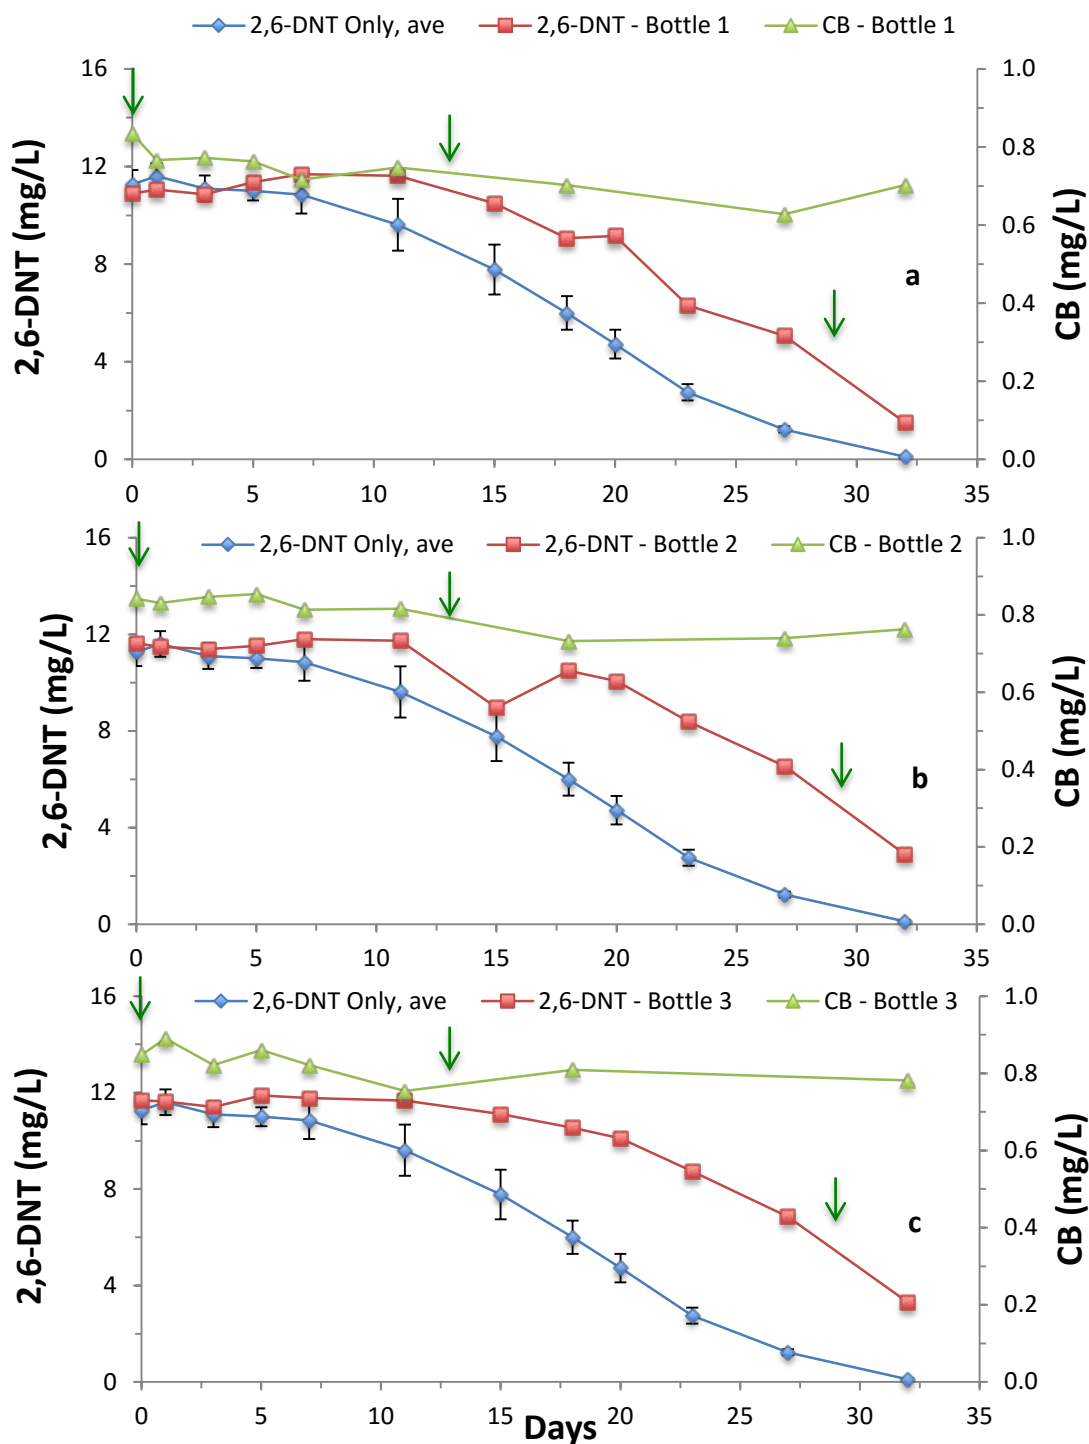 2,6-DNT Only, ave 2,6-DNT - Bottle 1 CB - Bottle 1
16 1.0
12 0.8
0.6
8 a
0.4
4
0.2
0 0.0
0 5 10 15 20 25 30 35
2,6-DNT (mg/L)
CB (mg/L)
2,6-DNT Only, ave 2,6-DNT - Bottle 2 CB - Bottle 2
16 1.0
12 0.8
0.6
8
0.4
b
4
0.2
0 0.0
0 5 10 15 20 25 30 35
2,6-DNT (mg/L)
CB (mg/L)
2,6-DNT Only, ave 2,6-DNT - Bottle 3 CB - Bottle 3
16 1.0
12 0.8
0.6
8
c
0.4
4
0.2
0 0.0
0 5 10 15 20 25 30 35
2,6-DNT (mg/L)
CB (mg/L)
Days